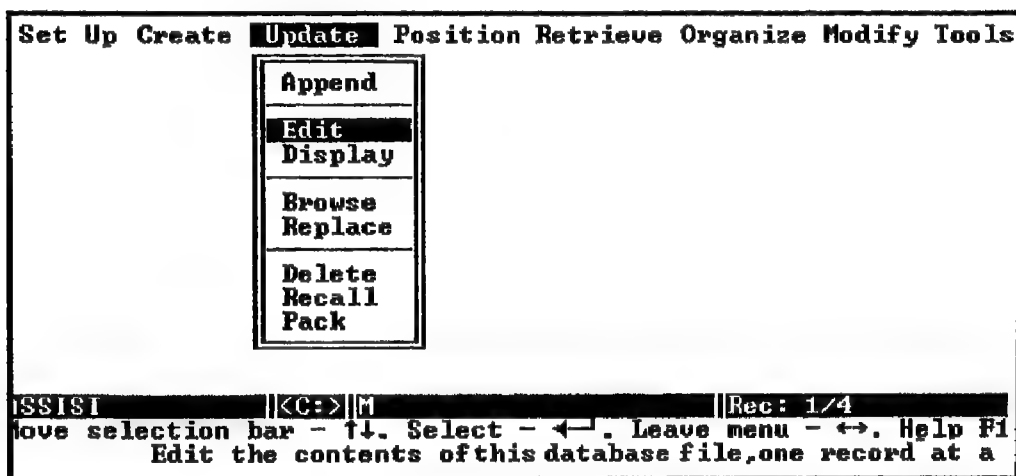 Set Up Create Update Position Retrieve Organize Modify Tools
Append
Edit
Display
Browse
Replace
Delete
Recall
Pack
ASSIST ||<C:>||M ||Rec: 1/4
Move selection bar - ↑↓. Select - ←┘. Leave menu - ↔. Help F1
Edit the contents of this database file, one record at a